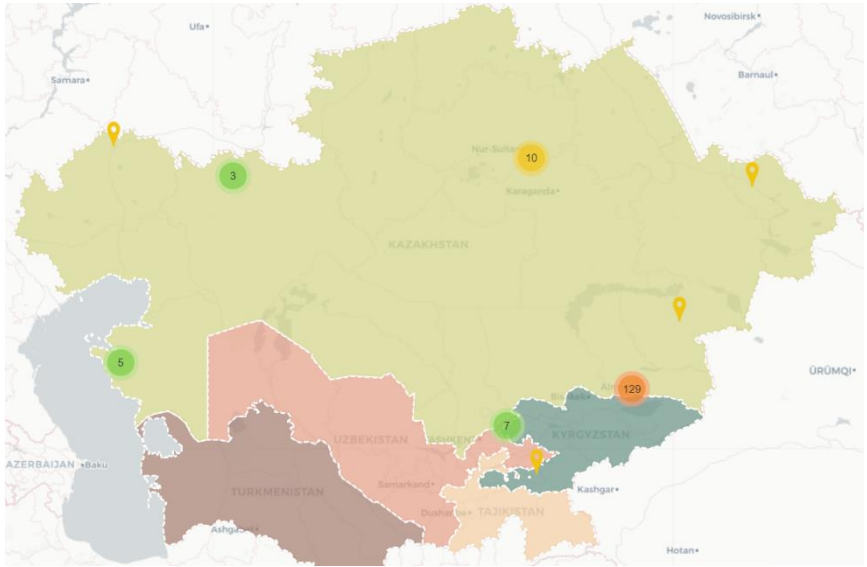 Ufa•
Novosibirsk•
Samara•
Barnaul•
Nur-Sultan
10
3
Karaganda•
KAZAKHSTAN
5
129
ÜRÜMQI
7
KYRGYZSTAN
UZBEKISTAN
AZERBAIJAN •Baku
Samarkand•
Kashgar•
TURKMENISTAN
TAJIKISTAN
Hotan•